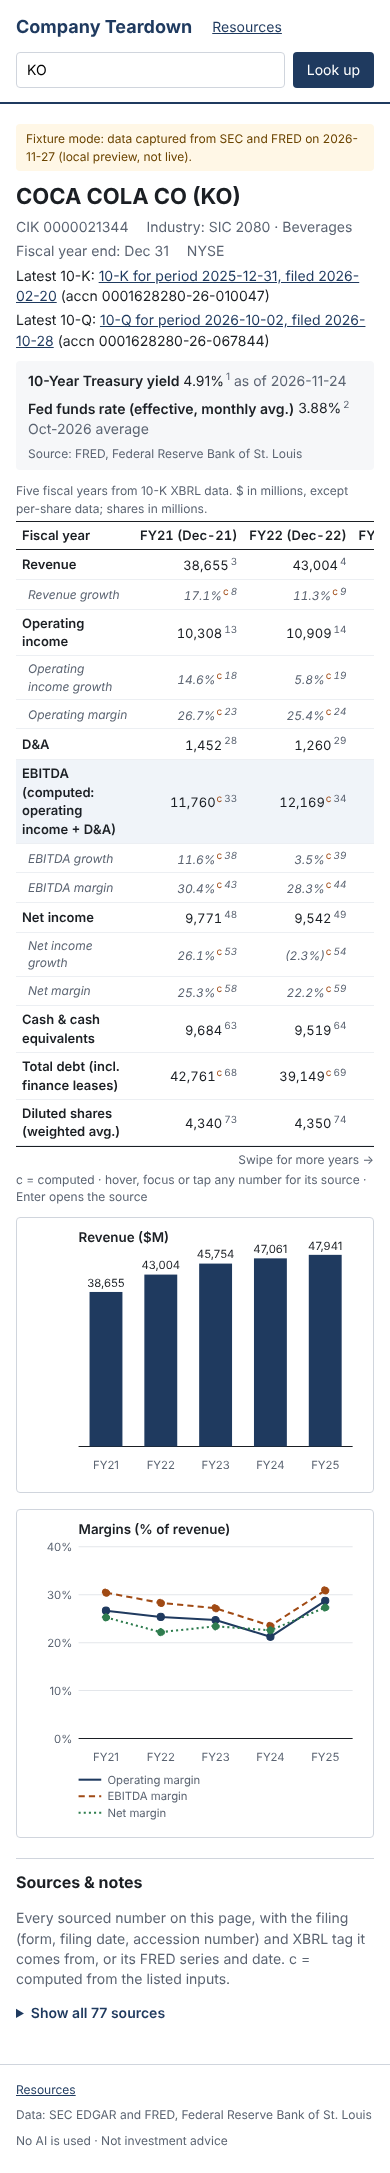 Company Teardown Resources
KO Look up
Fixture mode: data captured from SEC and FRED on 2026-
11-27 (local preview, not live).
COCA COLA CO (KO)
CIK 0000021344 Industry: SIC 2080 · Beverages
Fiscal year end: Dec 31 NYSE
Latest 10-K: 10-K for period 2025-12-31, filed 2026-
02-20 (accn 0001628280-26-010047)
Latest 10-Q: 10-Q for period 2026-10-02, filed 2026-
10-28 (accn 0001628280-26-067844)
10-Year Treasury yield 4.91% 1 as of 2026-11-24
Fed funds rate (effective, monthly avg.) 3.88% 2
Oct-2026 average
Source: FRED, Federal Reserve Bank of St. Louis
Five fiscal years from 10-K XBRL data. $ in millions, except
per-share data; shares in millions.
Fiscal year FY21 (Dec-21) FY22 (Dec-22) FY
Revenue 38,655 3 43,004 4
Revenue growth 17.1% c 8 11.3% c 9
Operating
income 10,308 13 10,909 14
Operating
income growth 14.6% c 18 5.8% c 19
Operating margin 26.7% c 23 25.4% c 24
D&A 1,452 28 1,260 29
EBITDA
(computed:
operating
income + D&A) 11,760 c 33 12,169 c 34
EBITDA growth 11.6% c 38 3.5% c 39
EBITDA margin 30.4% c 43 28.3% c 44
Net income 9,771 48 9,542 49
Net income
growth 26.1% c 53 (2.3%) c 54
Net margin 25.3% c 58 22.2% c 59
Cash & cash
equivalents 9,684 63 9,519 64
Total debt (incl.
finance leases) 42,761 c 68 39,149 c 69
Diluted shares
(weighted avg.) 4,340 73 4,350 74
Swipe for more years →
c = computed · hover, focus or tap any number for its source ·
Enter opens the source
Revenue ($M)
38,655 43,004 45,754 47,061 47,941
FY21 FY22 FY23 FY24 FY25
Margins (% of revenue)
40%
30%
20%
10%
0%
FY21 FY22 FY23 FY24 FY25
Operating margin
EBITDA margin
Net margin
Sources & notes
Every sourced number on this page, with the filing
(form, filing date, accession number) and XBRL tag it
comes from, or its FRED series and date. c =
computed from the listed inputs.
Show all 77 sources
Resources
Data: SEC EDGAR and FRED, Federal Reserve Bank of St. Louis
No AI is used · Not investment advice